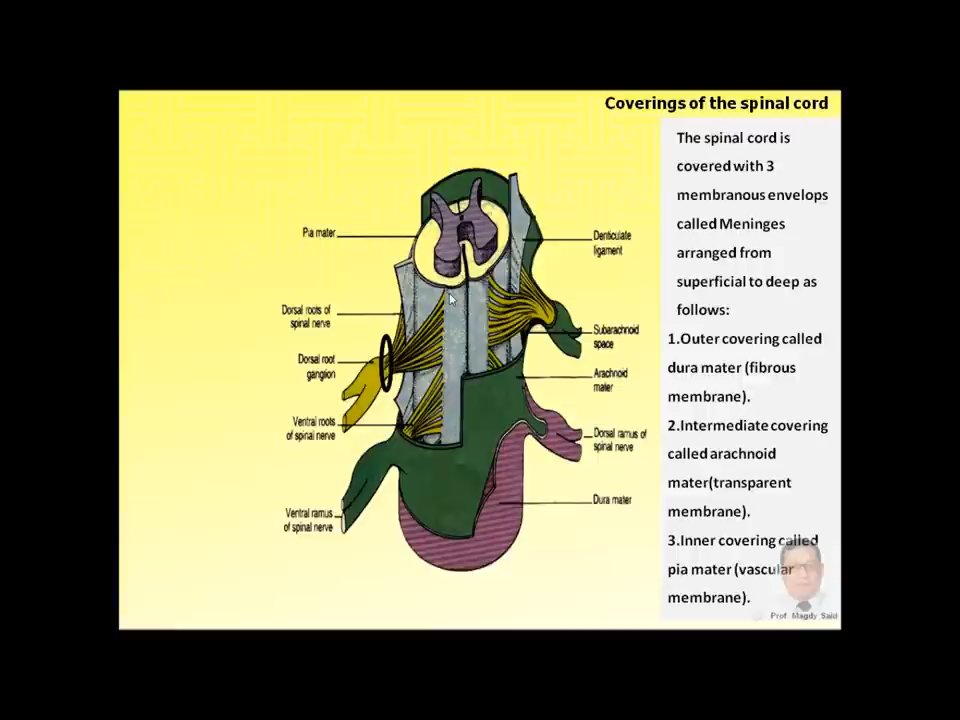 Coverings of the spinal cord
The spinal cord is
covered with 3
membranous envelops
called Meninges
arranged from
superficial to deep as
follows:
1.Outer covering called
dura mater (fibrous
membrane).
2.Intermediate covering
called arachnoid
mater(transparent
membrane).
3.Inner covering called
pia mater (vascular
membrane).
Pia mater
Dorsal roots of
spinal nerve
Dorsal root
ganglion
Ventral roots
of spinal nerve
Ventral ramus
of spinal nerve
Denticulate
ligament
Subarachnoid
space
Arachnoid
mater
Dorsal ramus of
spinal nerve
Dura mater
Prof. Magdy Said